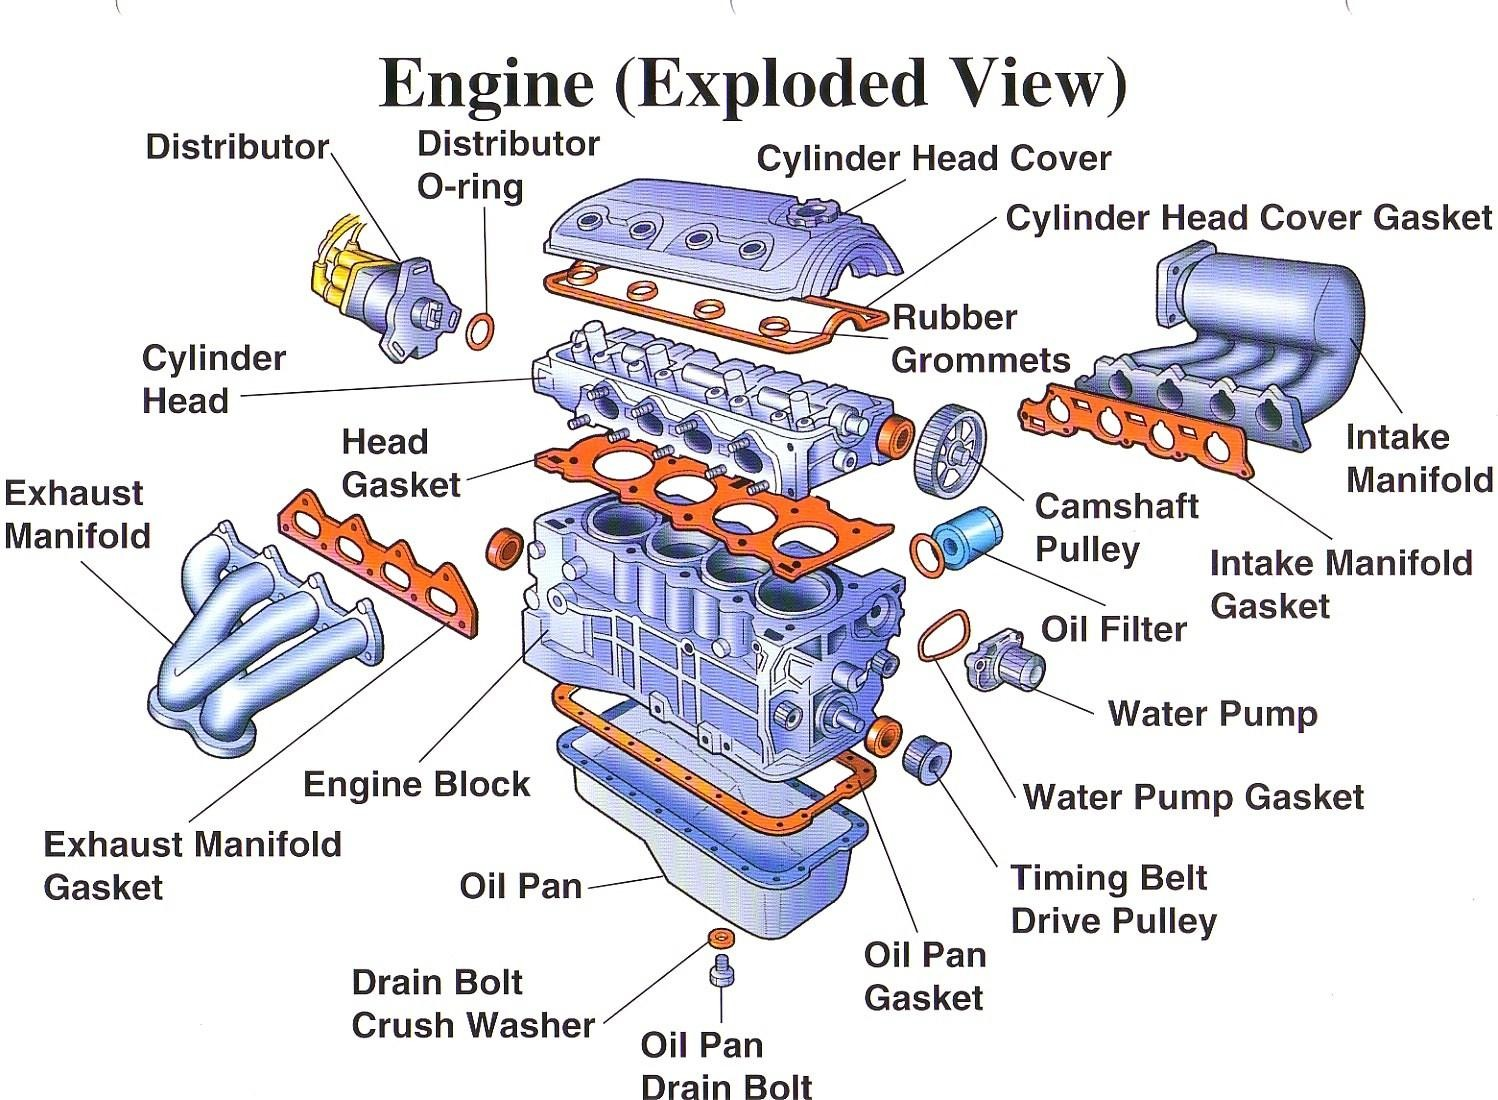 Engine (Exploded View)
Distributor
Distributor
O-ring
Cylinder Head Cover
Cylinder Head Cover Gasket
Rubber
Grommets
Cylinder
Head
Head
Gasket
Intake
Manifold
Exhaust
Manifold
Camshaft
Pulley
Intake Manifold
Gasket
Oil Filter
Water Pump
Engine Block
Water Pump Gasket
Exhaust Manifold
Gasket
Oil Pan
Timing Belt
Drive Pulley
Oil Pan
Gasket
Drain Bolt
Crush Washer
Oil Pan
Drain Bolt